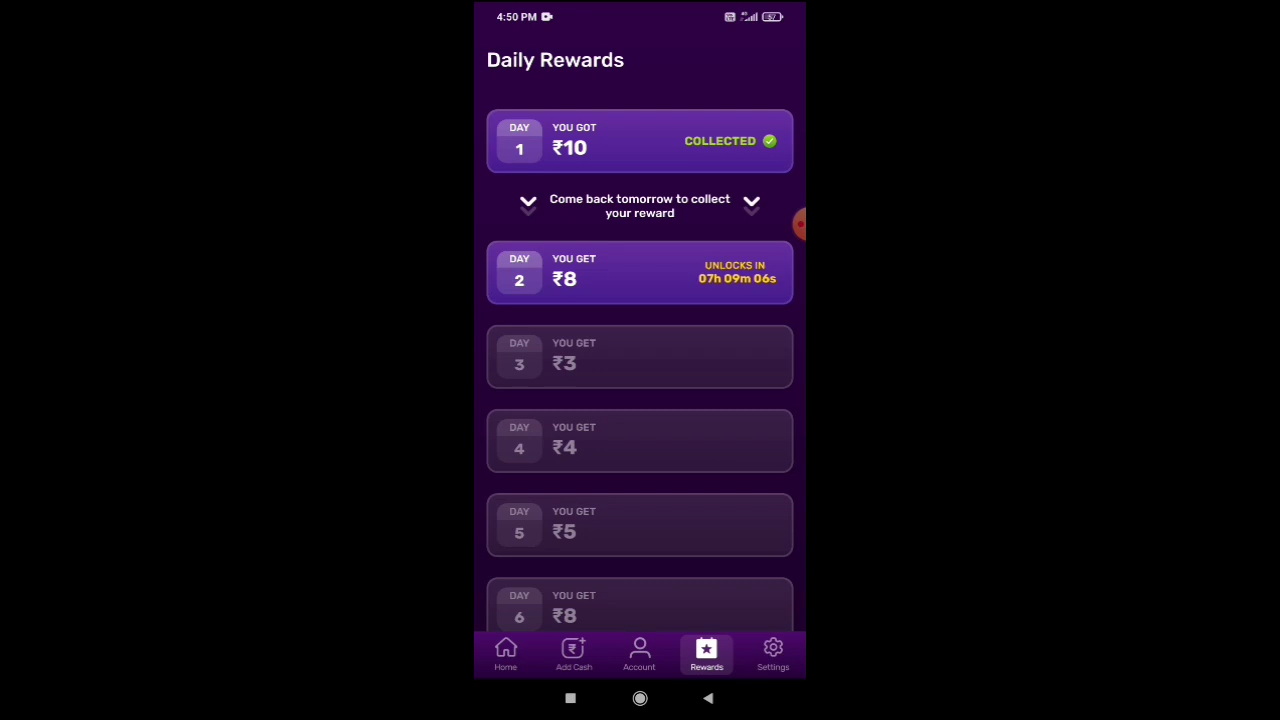 4:50 PM
57
Daily Rewards
DAY
1
YOU GOT
₹10
COLLECTED
Come back tomorrow to collect
your reward
DAY
2
YOU GET
₹8
UNLOCKS IN
07h 09m 06s
DAY
3
YOU GET
₹3
DAY
4
YOU GET
₹4
DAY
5
YOU GET
₹5
DAY
6
YOU GET
₹8
Home
Add Cash
Account
Rewards
Settings